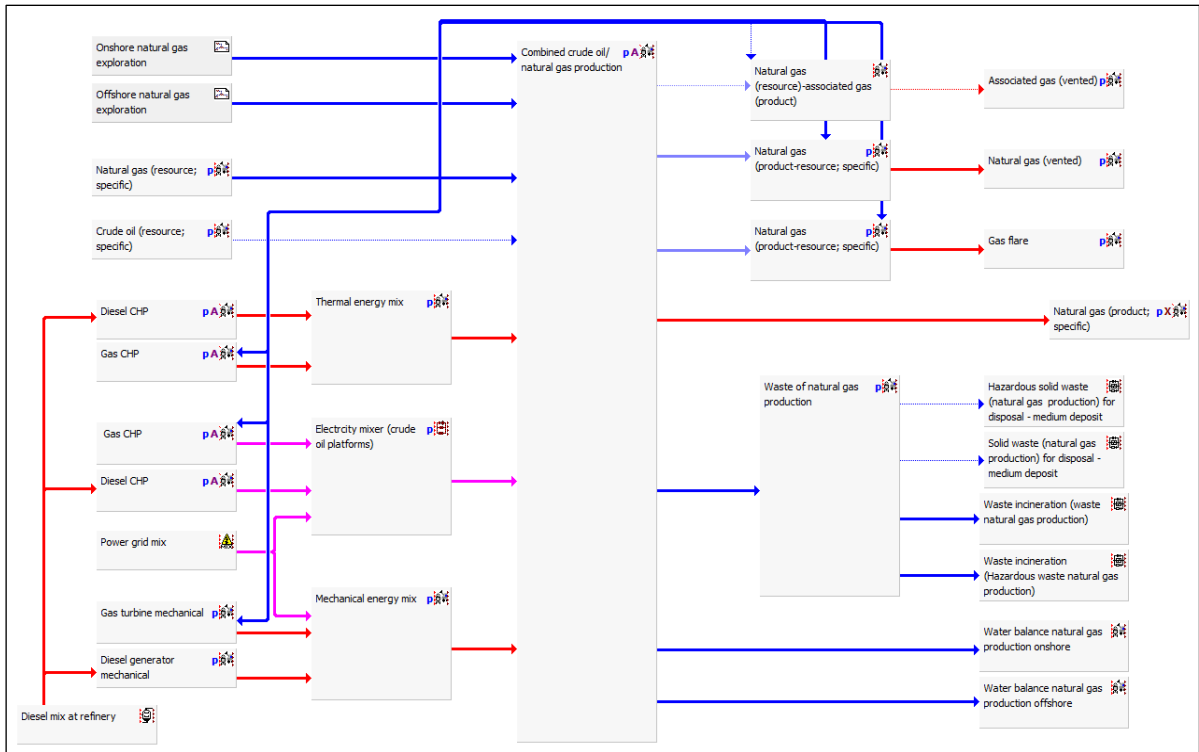 Onshore natural gas
exploration
Offshore natural gas
exploration
Natural gas (resource; p
specific)
Crude oil (resource; p
specific)
Diesel CHP p A
Gas CHP p A
Gas CHP p A
Diesel CHP p A
Power grid mix
Gas turbine mechanical p
Diesel generator p
mechanical
Diesel mix at refinery
Thermal energy mix p
Electrcity mixer (crude p
oil platforms)
Mechanical energy mix p
Combined crude oil/ p A
natural gas production
Natural gas
(resource)-associated gas
(product)
Natural gas p
(product-resource; specific)
Natural gas p
(product-resource; specific)
Waste of natural gas p
production
Associated gas (vented) p
Natural gas (vented) p
Gas flare p
Natural gas (product; p X
specific)
Hazardous solid waste
(natural gas production) for
disposal - medium deposit
Solid waste (natural gas
production) for disposal -
medium deposit
Waste incineration (waste
natural gas production)
Waste incineration
(Hazardous waste natural gas
production)
Water balance natural gas
production onshore
Water balance natural gas
production offshore